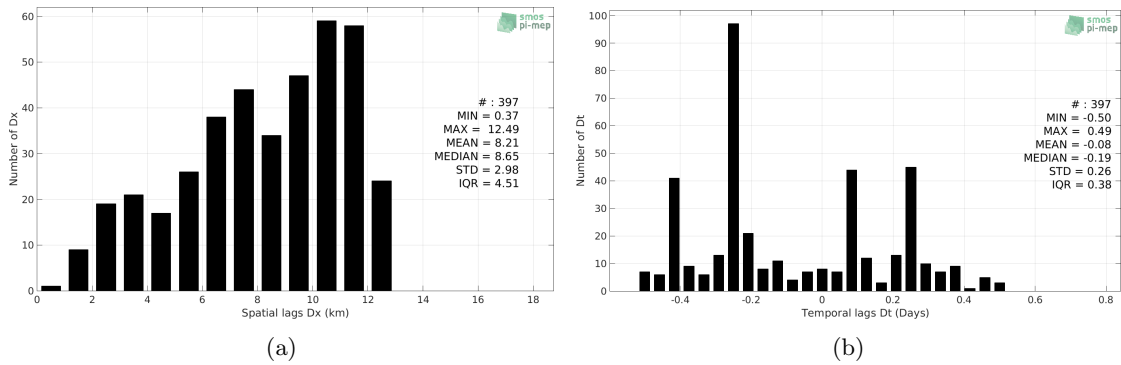 60
50
40
30
20
10
0
Number of Dx
smos
pi-mep
# : 397
MIN = 0.37
MAX = 12.49
MEAN = 8.21
MEDIAN = 8.65
STD = 2.98
IQR = 4.51
0 2 4 6 8 10 12 14 16 18
Spatial lags Dx (km)
(a)
100
90
80
70
60
50
40
30
20
10
0
Number of Dt
smos
pi-mep
# : 397
MIN = -0.50
MAX = 0.49
MEAN = -0.08
MEDIAN = -0.19
STD = 0.26
IQR = 0.38
-0.4 -0.2 0 0.2 0.4 0.6 0.8
Temporal lags Dt (Days)
(b)